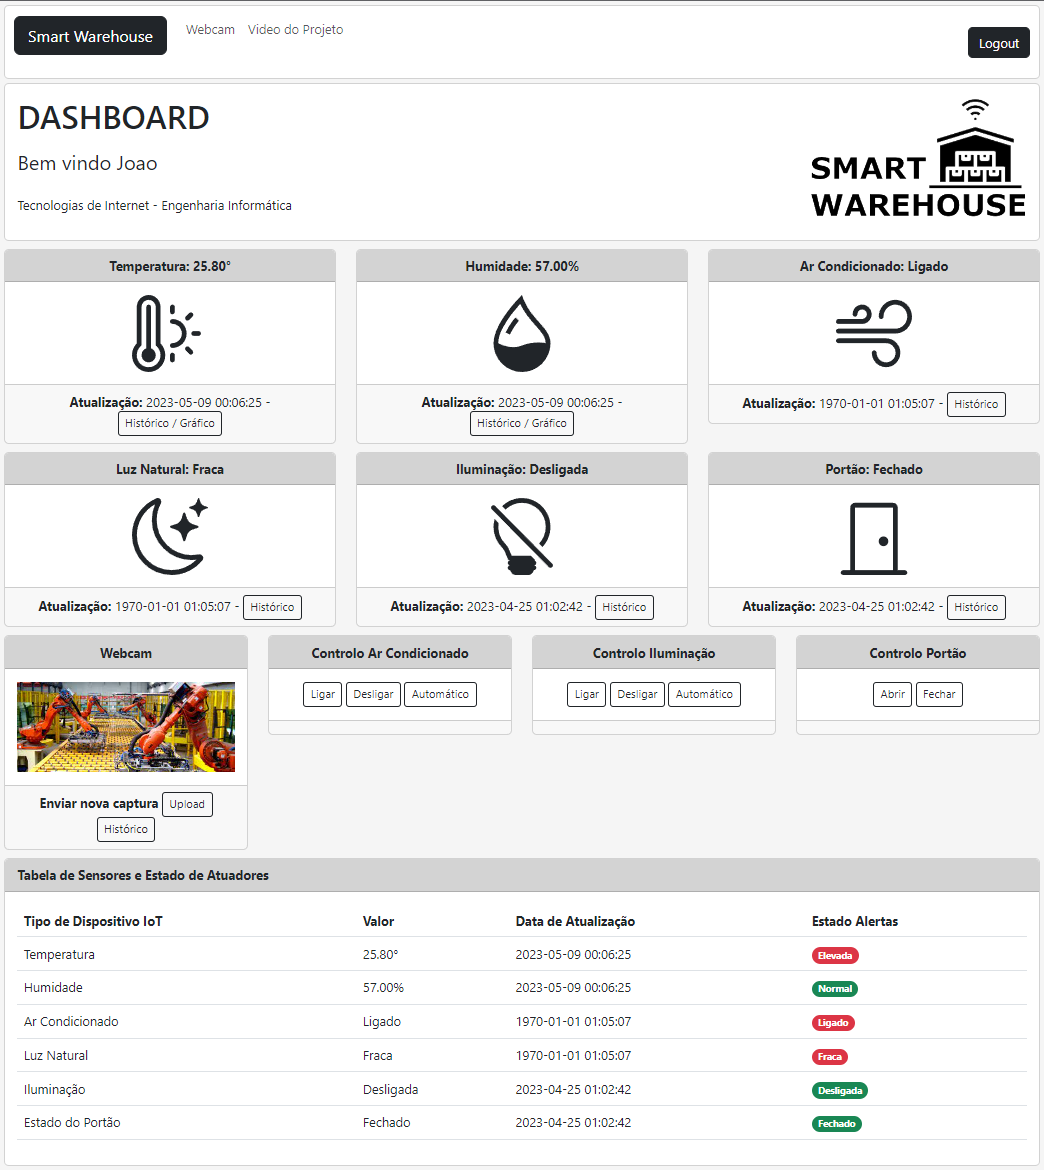 Smart Warehouse Webcam Video do Projeto Logout
DASHBOARD
Bem vindo Joao
Tecnologias de Internet - Engenharia Informática
SMART
WAREHOUSE
Temperatura: 25.80°
Atualização: 2023-05-09 00:06:25 -
Histórico / Gráfico
Humidade: 57.00%
Atualização: 2023-05-09 00:06:25 -
Histórico / Gráfico
Ar Condicionado: Ligado
Atualização: 1970-01-01 01:05:07 - Histórico
Luz Natural: Fraca
Atualização: 1970-01-01 01:05:07 - Histórico
Iluminação: Desligada
Atualização: 2023-04-25 01:02:42 - Histórico
Portão: Fechado
Atualização: 2023-04-25 01:02:42 - Histórico
Webcam
Enviar nova captura Upload
Histórico
Controlo Ar Condicionado
Ligar Desligar Automático
Controlo Iluminação
Ligar Desligar Automático
Controlo Portão
Abrir Fechar
Tabela de Sensores e Estado de Atuadores
Tipo de Dispositivo IoT Valor Data de Atualização Estado Alertas
Temperatura 25.80° 2023-05-09 00:06:25 Elevada
Humidade 57.00% 2023-05-09 00:06:25 Normal
Ar Condicionado Ligado 1970-01-01 01:05:07 Ligado
Luz Natural Fraca 1970-01-01 01:05:07 Fraca
Iluminação Desligada 2023-04-25 01:02:42 Desligada
Estado do Portão Fechado 2023-04-25 01:02:42 Fechado